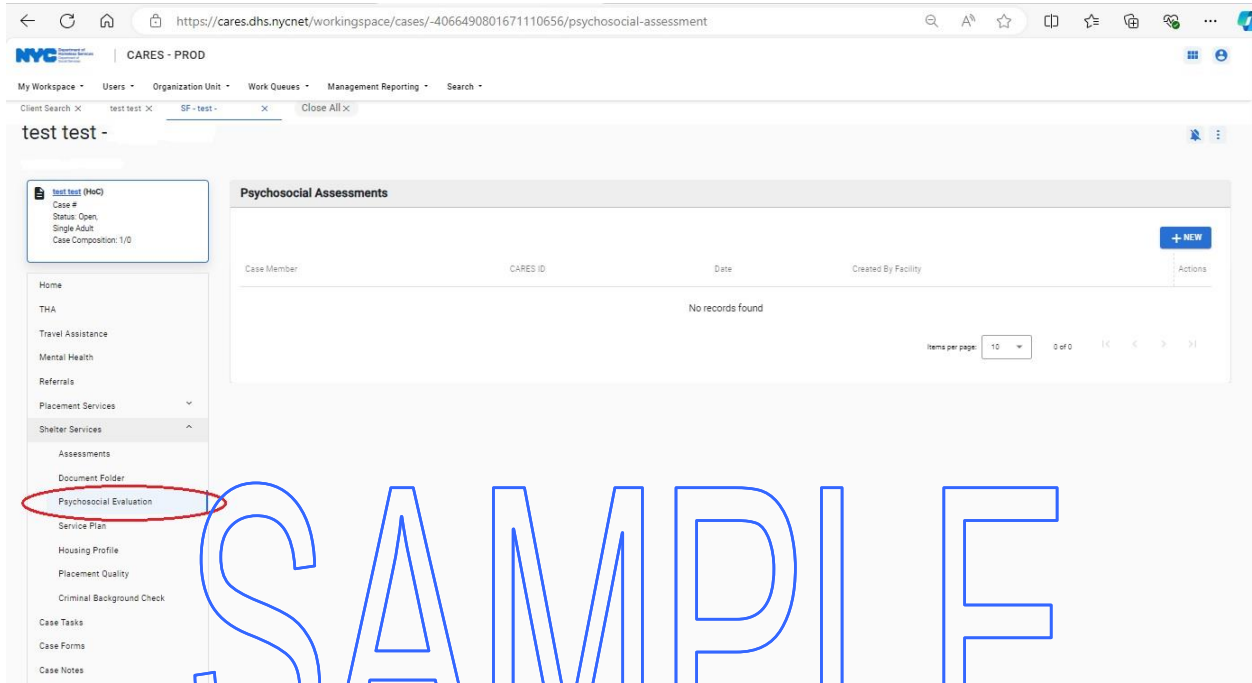 https://cares.dhs.nycnet/workingspace/cases/-4066490801671110656/psychosocial-assessment
NYC Department of Homeless Services | CARES - PROD
My Workspace Users Organization Unit Work Queues Management Reporting Search
Client Search × test test × SF - test - × Close All ×
test test -
test test (HoC)
Case #
Status: Open,
Single Adult
Case Composition: 1/0
Psychosocial Assessments
+ NEW
Case Member CARES ID Date Created By Facility Actions
No records found
Items per page: 10 0 of 0
Home
THA
Travel Assistance
Mental Health
Referrals
Placement Services
Shelter Services
Assessments
Document Folder
Psychosocial Evaluation
Service Plan
Housing Profile
Placement Quality
Criminal Background Check
Case Tasks
Case Forms
Case Notes
SAMPLE